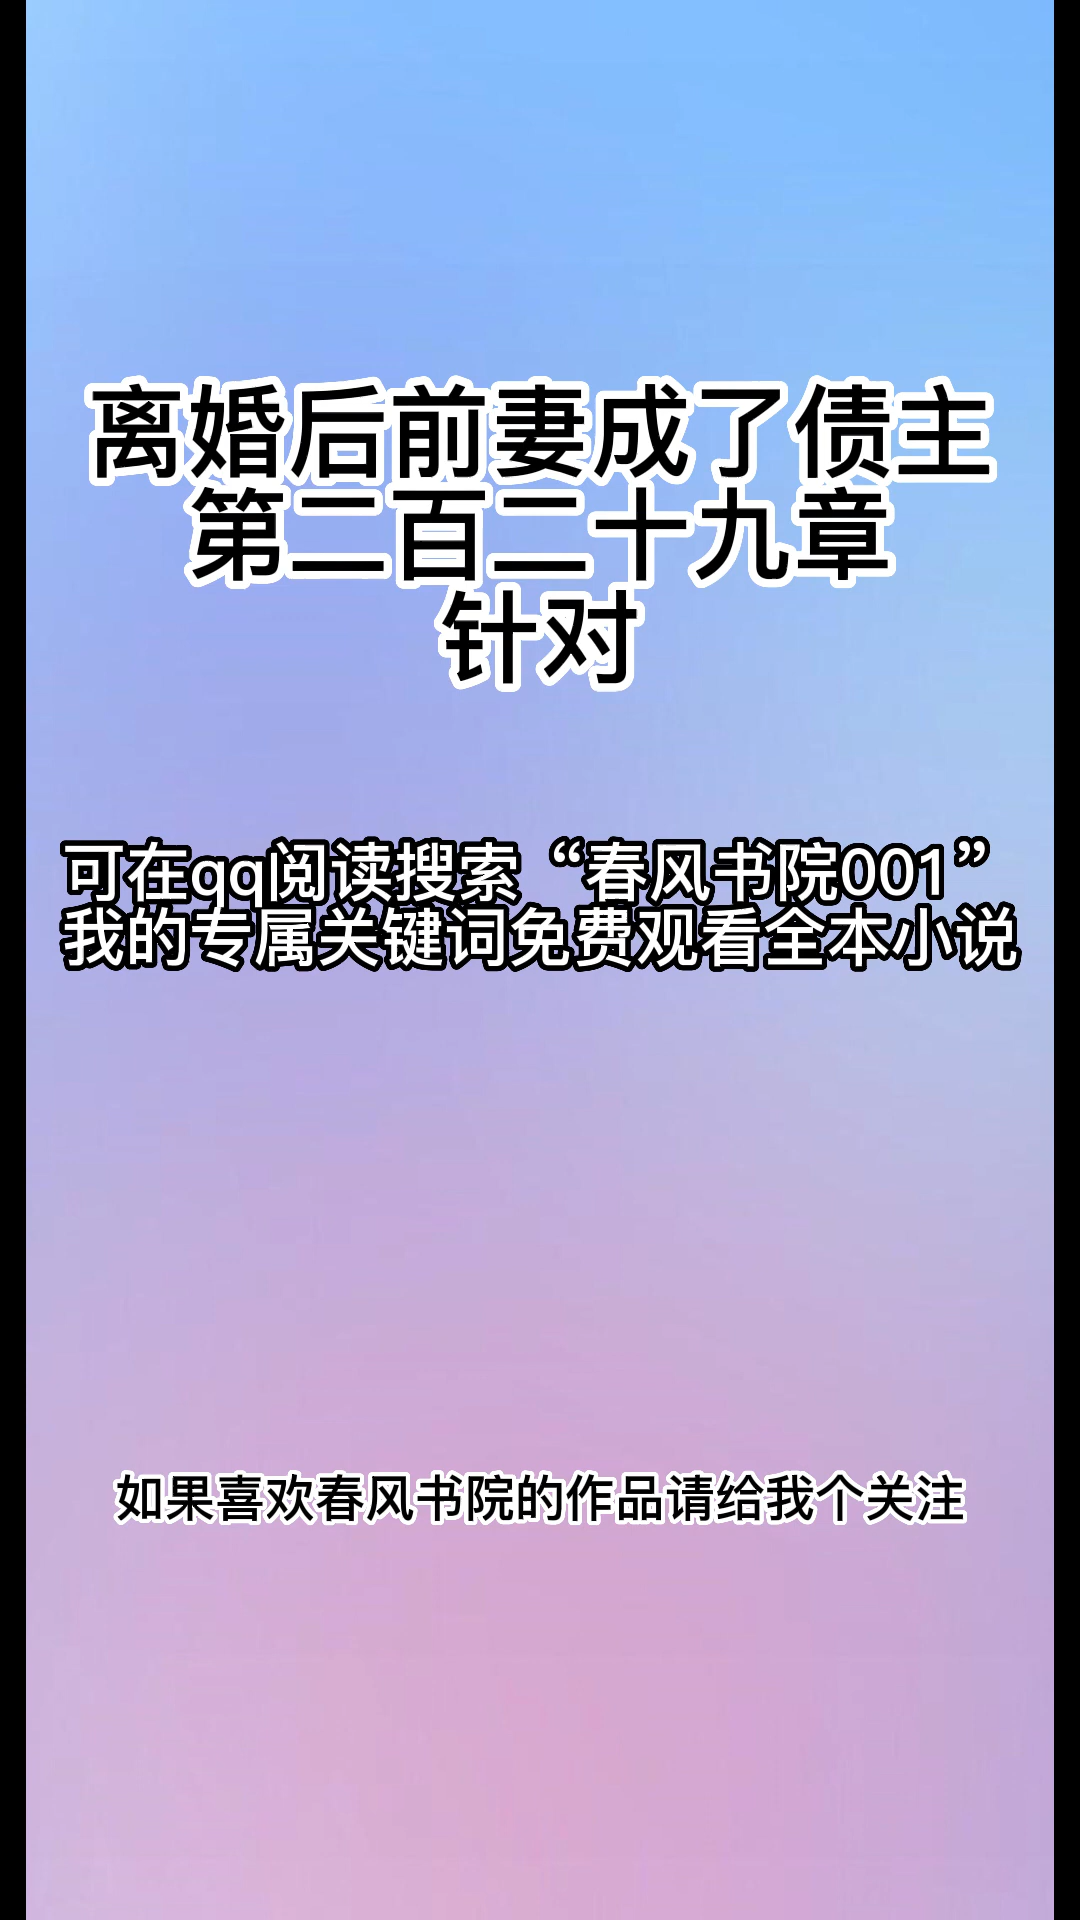 离婚后前妻成了债主
第二百二十九章
针对
可在qq阅读搜索“春风书院001”
我的专属关键词免费观看全本小说
如果喜欢春风书院的作品请给我个关注